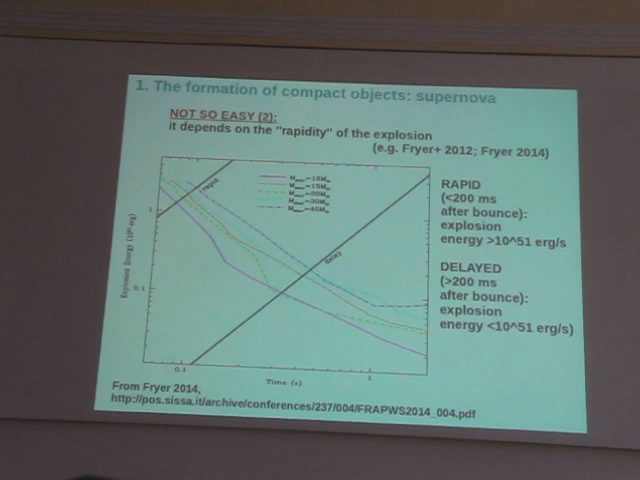 1. The formation of compact objects: supernova
NOT SO EASY (2):
it depends on the "rapidity" of the explosion
(e.g. Fryer+ 2012; Fryer 2014)
rapid
delay
Explosion Energy
1
0.1
0.1
1
Time (s)
RAPID
(<200 ms
after bounce):
explosion
energy >10^51 erg/s
DELAYED
(>200 ms
after bounce):
explosion
energy <10^51 erg/s)
From Fryer 2014,
http://pos.sissa.it/archive/conferences/237/004/FRAPWS2014_004.pdf